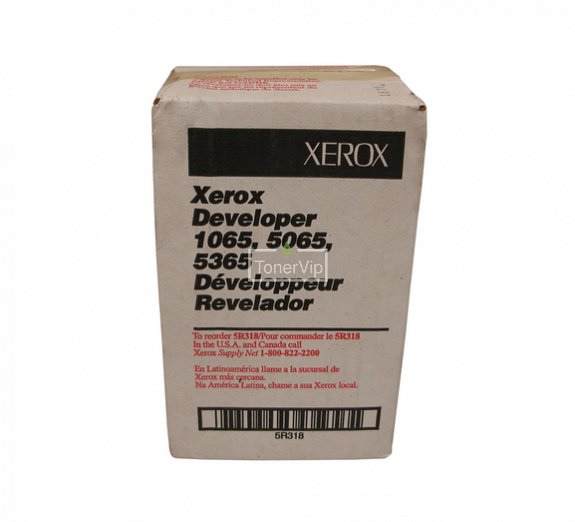 XEROX
Xerox
Developer
1065, 5065,
5365
TonerVip
Développeur
Revelador
To reorder 5R318/Pour commander le 5R318
In the U.S.A. and Canada call
Xerox Supply Net 1-800-822-2200
En Latinoamérica llame a la sucursal de
Xerox más cercana.
Na América Latina, chame a sua Xerox local.
5R318